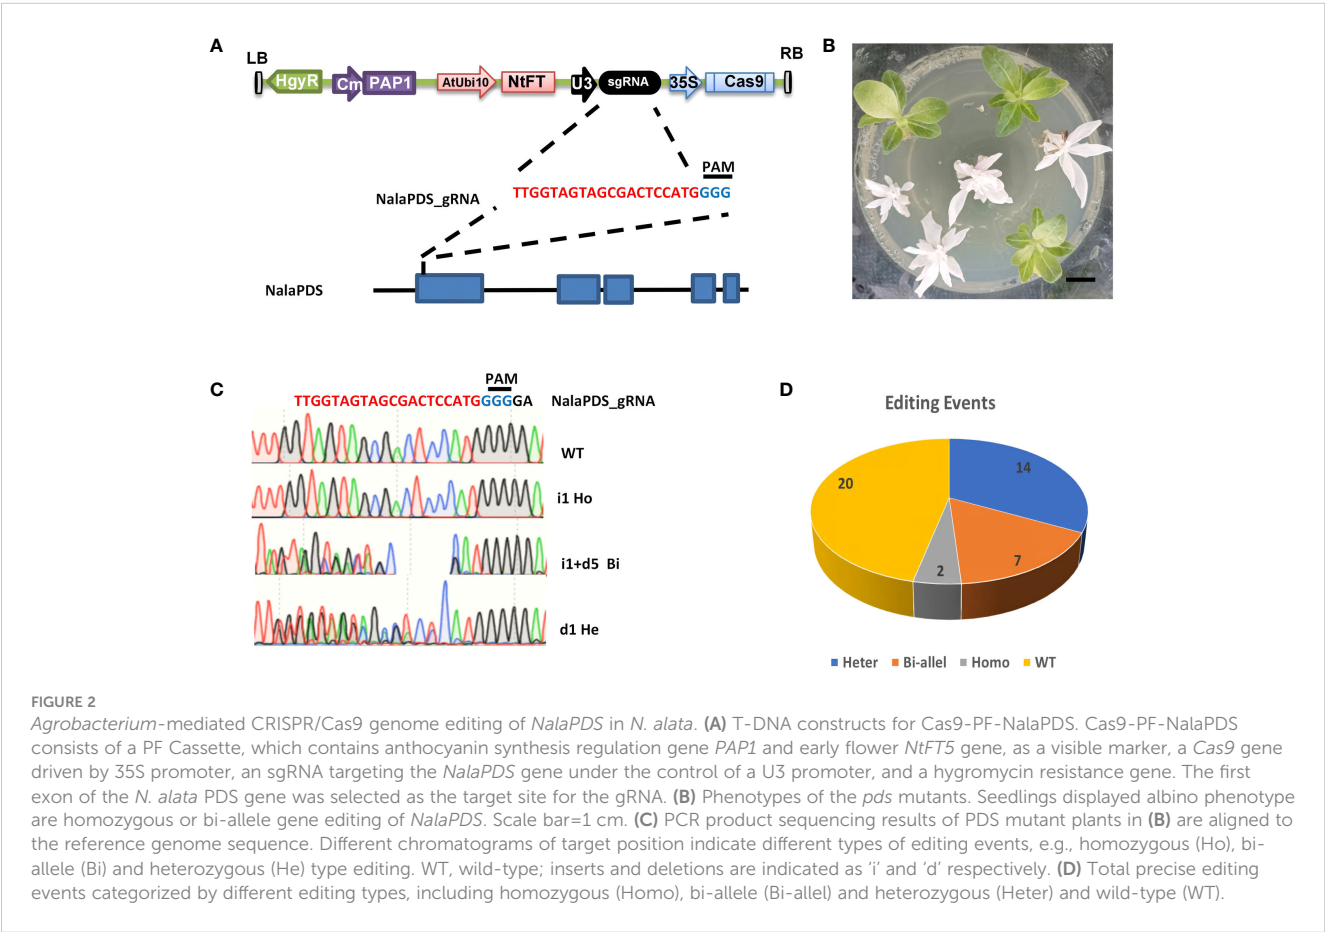 A
LB
HgyR
Cm
PAP1
AtUbi10
NtFT
U3
sgRNA
35S
Cas9
RB
PAM
NalaPDS_gRNA
TTGGTAGTAGCGACTCCATGGGG
NalaPDS
B
C
PAM
TTGGTAGTAGCGACTCCATGGGGGA NalaPDS_gRNA
WT
i1 Ho
i1+d5 Bi
d1 He
D
Editing Events
14
20
7
2
Heter Bi-allel Homo WT
FIGURE 2
Agrobacterium-mediated CRISPR/Cas9 genome editing of NalaPDS in N. alata. (A) T-DNA constructs for Cas9-PF-NalaPDS. Cas9-PF-NalaPDS
consists of a PF Cassette, which contains anthocyanin synthesis regulation gene PAP1 and early flower NtFT5 gene, as a visible marker, a Cas9 gene
driven by 35S promoter, an sgRNA targeting the NalaPDS gene under the control of a U3 promoter, and a hygromycin resistance gene. The first
exon of the N. alata PDS gene was selected as the target site for the gRNA. (B) Phenotypes of the pds mutants. Seedlings displayed albino phenotype
are homozygous or bi-allele gene editing of NalaPDS. Scale bar=1 cm. (C) PCR product sequencing results of PDS mutant plants in (B) are aligned to
the reference genome sequence. Different chromatograms of target position indicate different types of editing events, e.g., homozygous (Ho), bi-
allele (Bi) and heterozygous (He) type editing. WT, wild-type; inserts and deletions are indicated as ‘i’ and ‘d’ respectively. (D) Total precise editing
events categorized by different editing types, including homozygous (Homo), bi-allele (Bi-allel) and heterozygous (Heter) and wild-type (WT).